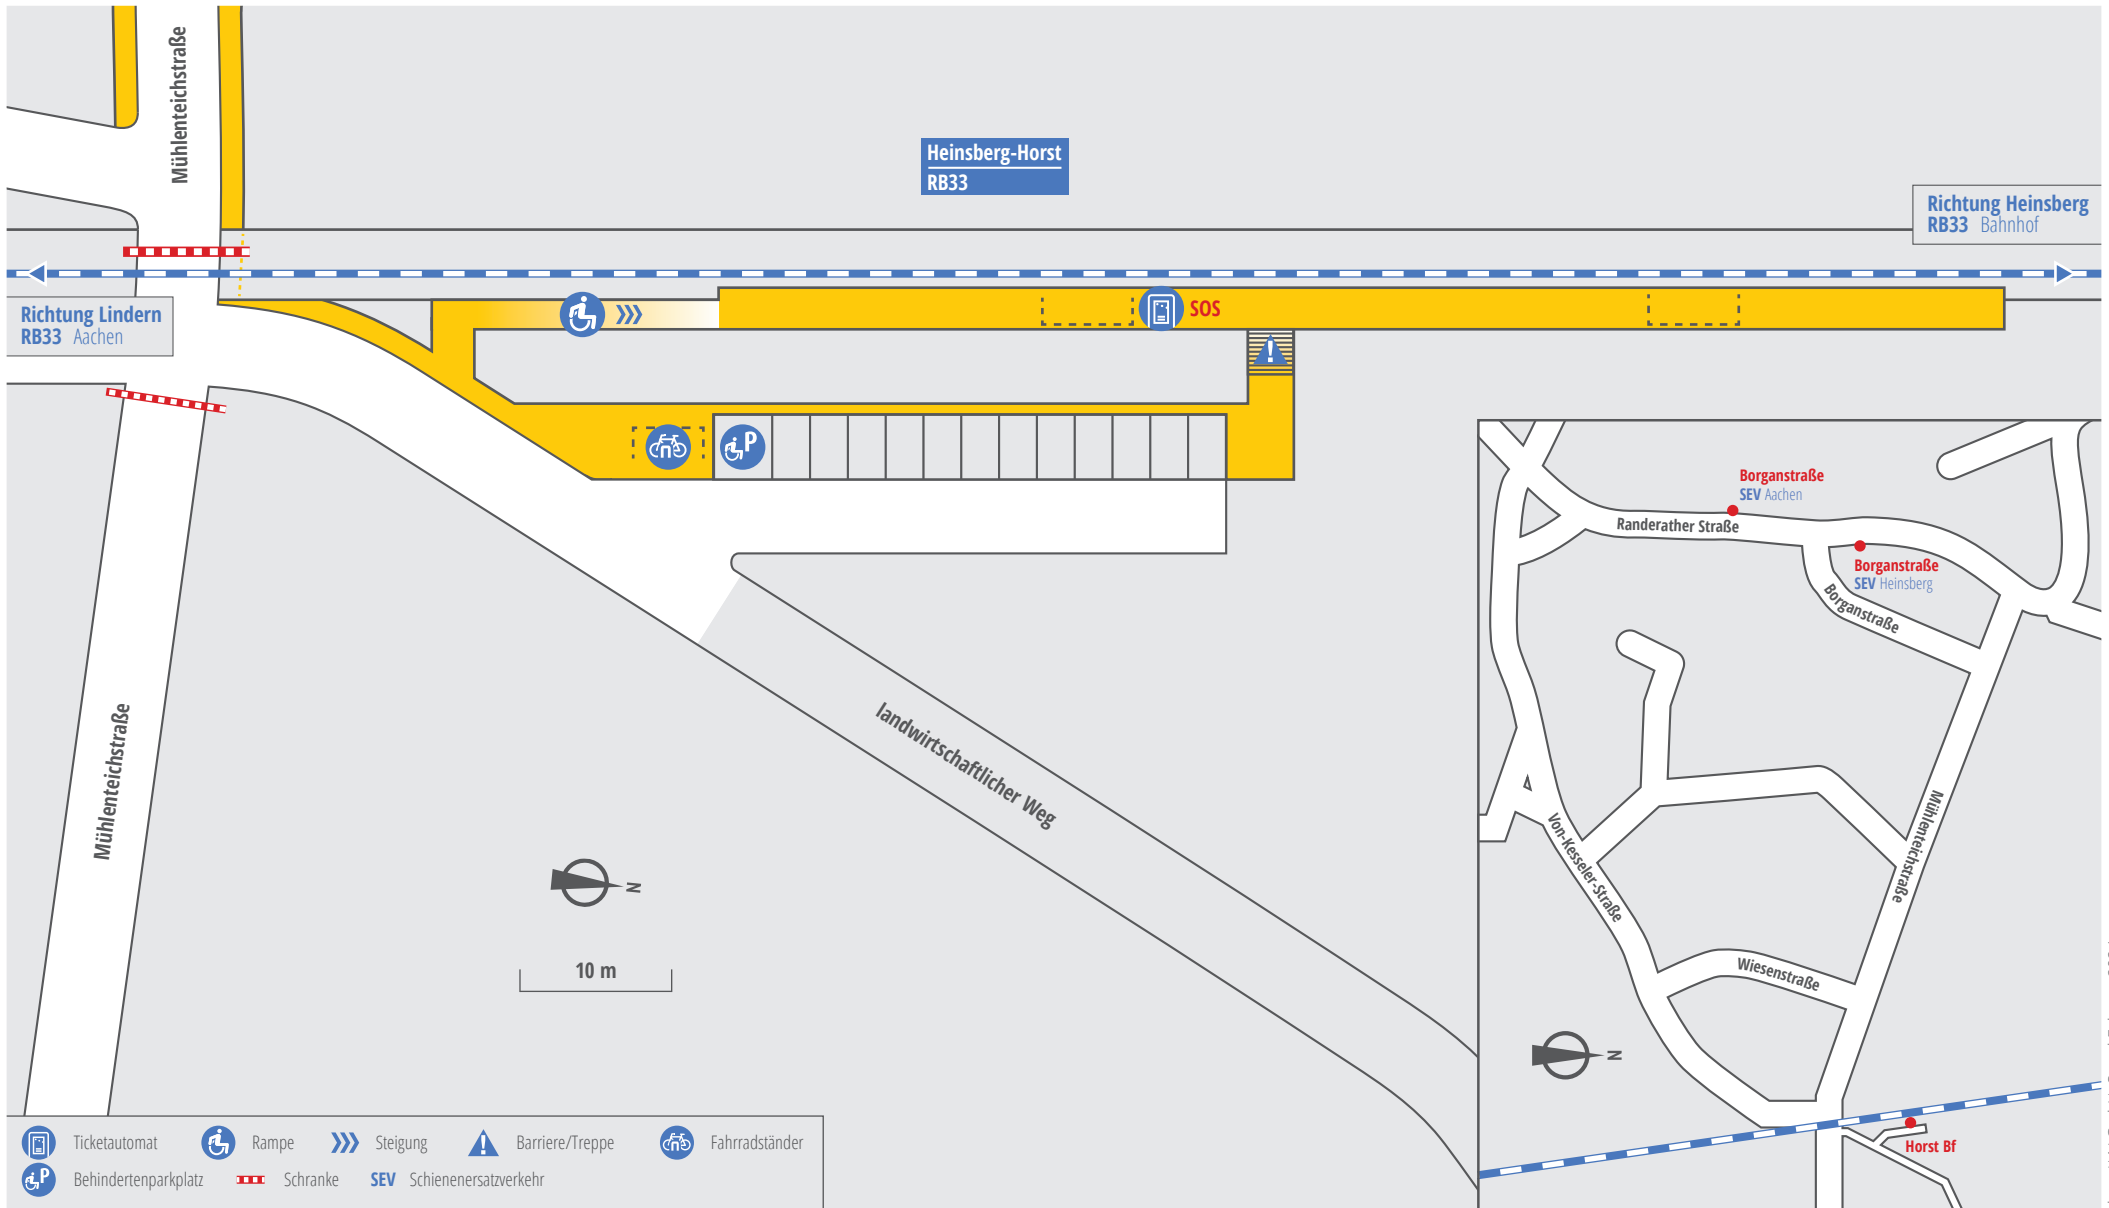 Mühlenteichstraße
Heinsberg-Horst
RB33
Richtung Heinsberg
RB33 Bahnhof
Richtung Lindern
RB33 Aachen
SOS
P
Borganstraße
SEV Aachen
Randerather Straße
Borganstraße
SEV Heinsberg
Borganstraße
Mühlenteichstraße
landwirtschaftlicher Weg
Mühlenteichstraße
Von-Kesseler-Straße
N
10 m
Wiesenstraße
N
Horst Bf
Ticketautomat
Rampe
Steigung
Barriere/Treppe
Fahrradständer
P
Behindertenparkplatz
Schranke
SEV Schienenersatzverkehr